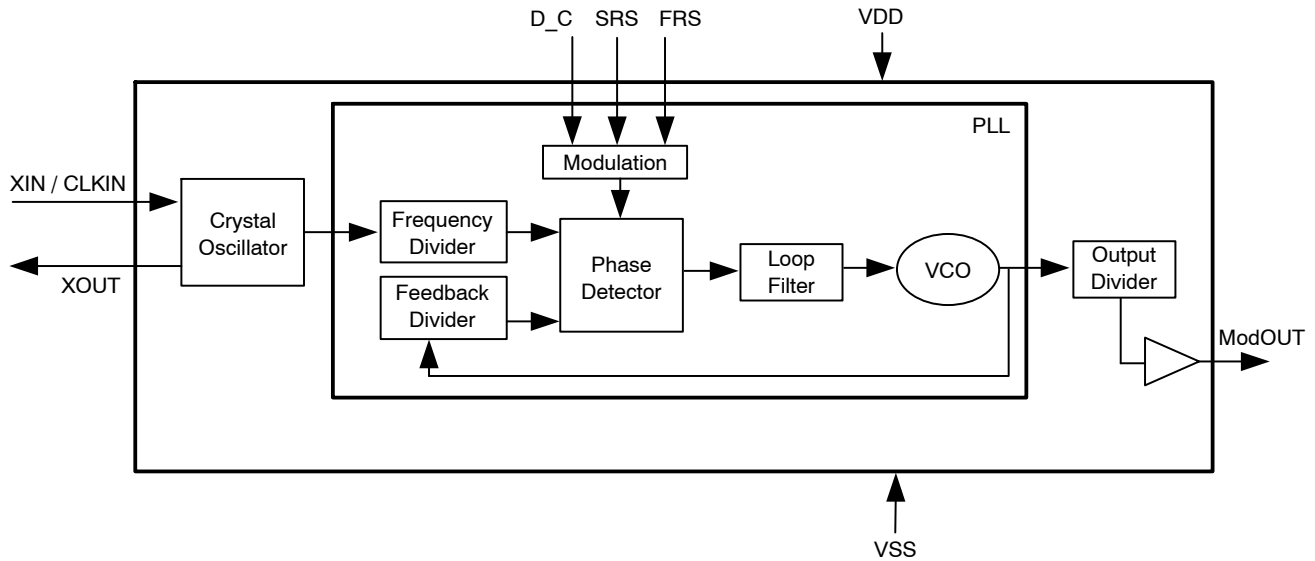 D_C SRS FRS
VDD
PLL
Modulation
XIN / CLKIN
Crystal
Oscillator
XOUT
Frequency
Divider
Feedback
Divider
Phase
Detector
Loop
Filter
VCO
Output
Divider
ModOUT
VSS